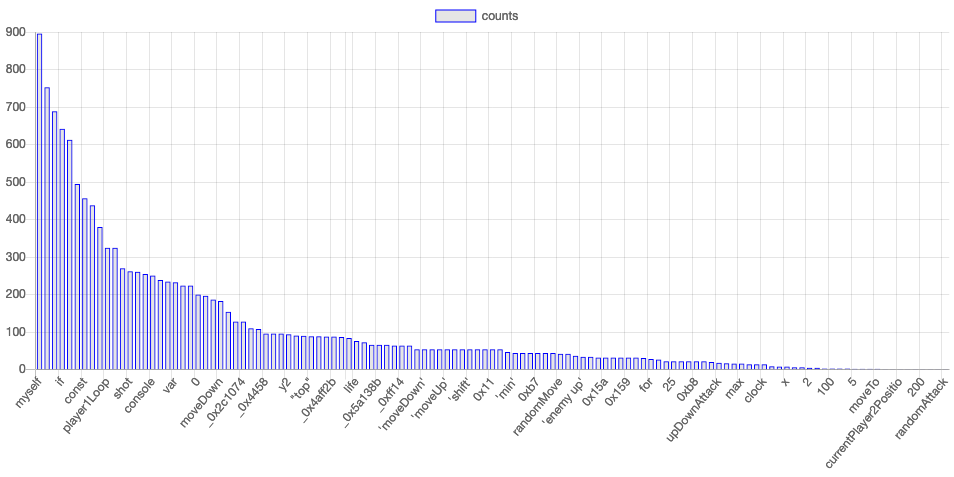 counts
900
800
700
600
500
400
300
200
100
0
myself
if
const
player1Loop
shot
console
var
0
moveDown
_0x2c1074
_0x4458
y2
"top"
_0x4aff2b
life
_0x5a138b
_0xff14
'moveDown'
'moveUp'
'shift'
0x11
'min'
0xb7
randomMove
'enemy up'
0x15a
0x159
for
25
0xb8
upDownAttack
max
clock
x
2
100
5
moveTo
currentPlayer2Positio
200
randomAttack